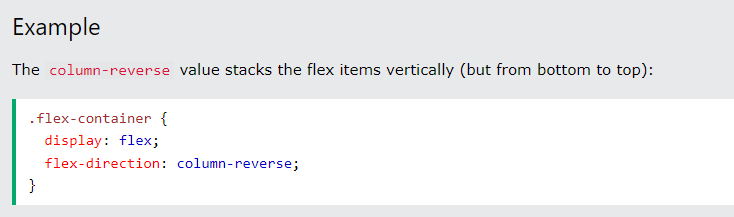 Example
The column-reverse value stacks the flex items vertically (but from bottom to top):
.flex-container {
  display: flex;
  flex-direction: column-reverse;
}